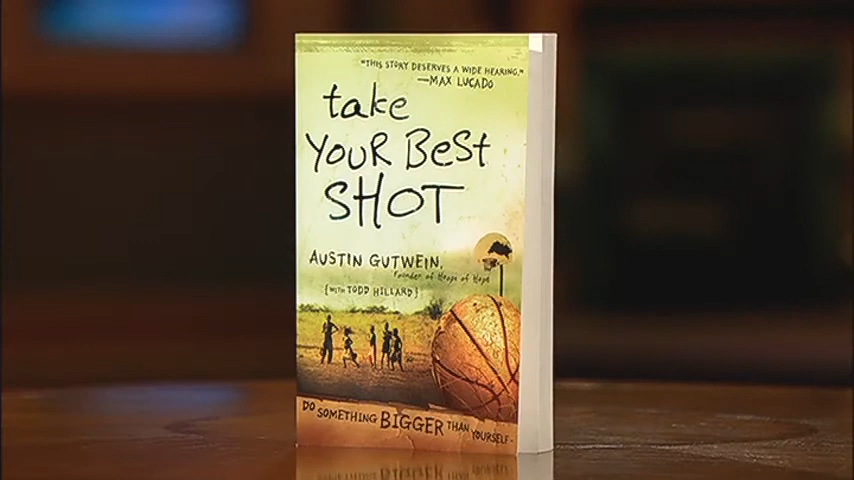 "THIS STORY DESERVES A WIDE HEARING."
—MAX LUCADO
take
YOUR BEST
SHOT
AUSTIN GUTWEIN,
Founder of Hoops of Hope
{WITH TODD HILLARD}
DO SOMETHING BIGGER THAN YOURSELF.